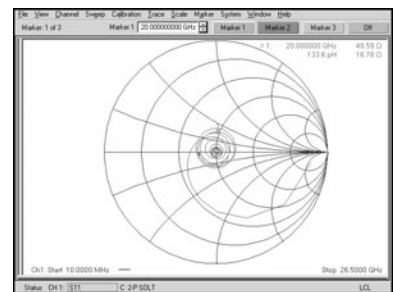 File View Channel Sweep Calibration Trace Scale Marker System Window Help
Marker: 1 of 3 Marker 1 20.000000000 GHz Marker 1 Marker 2 Marker 3 Off
> 1: 20.000000 GHz 48.59 Ω
133.6 pH 16.78 Ω
Ch1: Start 10.0000 MHz Stop 26.5000 GHz
Status CH 1: S11 C 2-P SOLT LCL